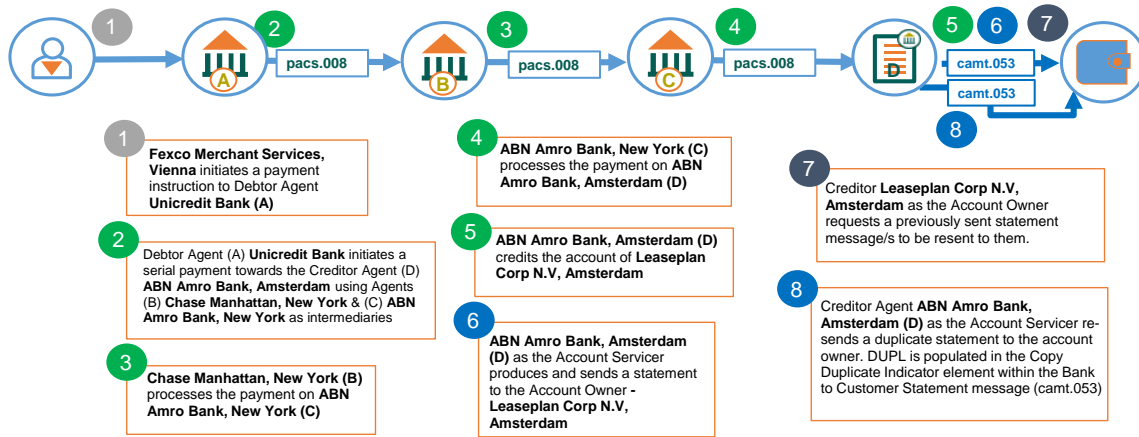 1
2
3
4
5
6
7
pacs.008
pacs.008
pacs.008
camt.053
camt.053
A
B
C
D
8
1
Fexco Merchant Services,
Vienna initiates a payment
instruction to Debtor Agent
Unicredit Bank (A)
2
Debtor Agent (A) Unicredit Bank initiates a
serial payment towards the Creditor Agent (D)
ABN Amro Bank, Amsterdam using Agents
(B) Chase Manhattan, New York & (C) ABN
Amro Bank, New York as intermediaries
3
Chase Manhattan, New York (B)
processes the payment on ABN
Amro Bank, New York (C)
4
ABN Amro Bank, New York (C)
processes the payment on ABN
Amro Bank, Amsterdam (D)
5
ABN Amro Bank, Amsterdam (D)
credits the account of Leaseplan
Corp N.V, Amsterdam
6
ABN Amro Bank, Amsterdam
(D) as the Account Servicer
produces and sends a statement
to the Account Owner -
Leaseplan Corp N.V,
Amsterdam
7
Creditor Leaseplan Corp N.V,
Amsterdam as the Account Owner
requests a previously sent statement
message/s to be resent to them.
8
Creditor Agent ABN Amro Bank,
Amsterdam (D) as the Account Servicer re-
sends a duplicate statement to the account
owner. DUPL is populated in the Copy
Duplicate Indicator element within the Bank
to Customer Statement message (camt.053)